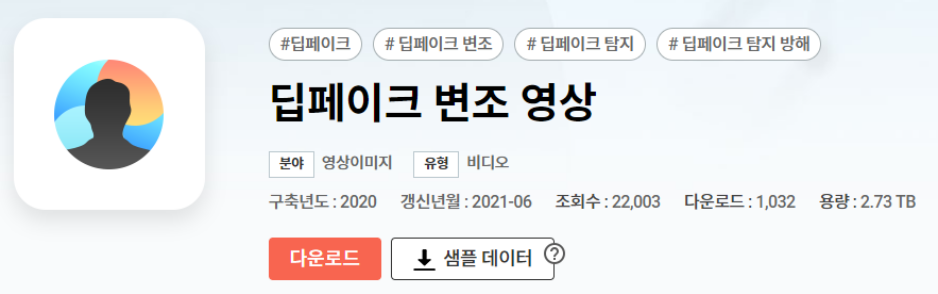 #딥페이크 # 딥페이크 변조 # 딥페이크 탐지 # 딥페이크 탐지 방해
딥페이크 변조 영상
분야 영상이미지 유형 비디오
구축년도 : 2020 갱신년월 : 2021-06 조회수 : 22,003 다운로드 : 1,032 용량 : 2.73 TB
다운로드 샘플 데이터 ?